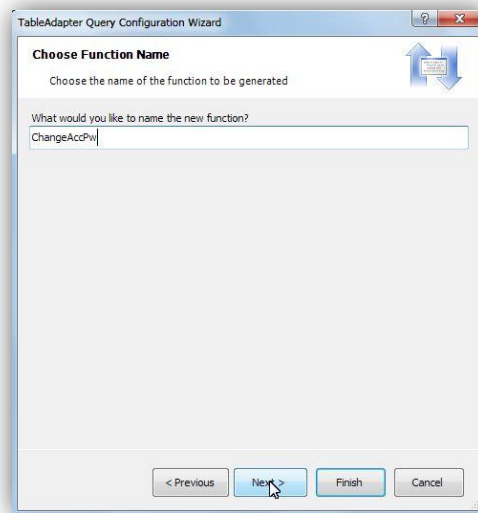 TableAdapter Query Configuration Wizard
Choose Function Name
Choose the name of the function to be generated
What would you like to name the new function?
ChangeAccPw
< Previous
Next >
Finish
Cancel